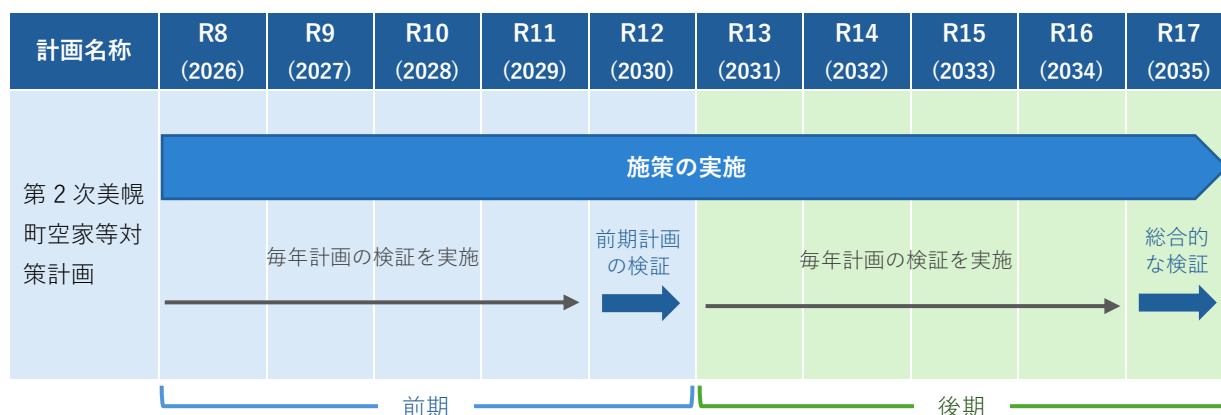 計画名称
R8
(2026)
R9
(2027)
R10
(2028)
R11
(2029)
R12
(2030)
R13
(2031)
R14
(2032)
R15
(2033)
R16
(2034)
R17
(2035)
第2次美幌
町空家等対
策計画
施策の実施
毎年計画の検証を実施
前期計画
の検証
毎年計画の検証を実施
総合的
な検証
前期
後期